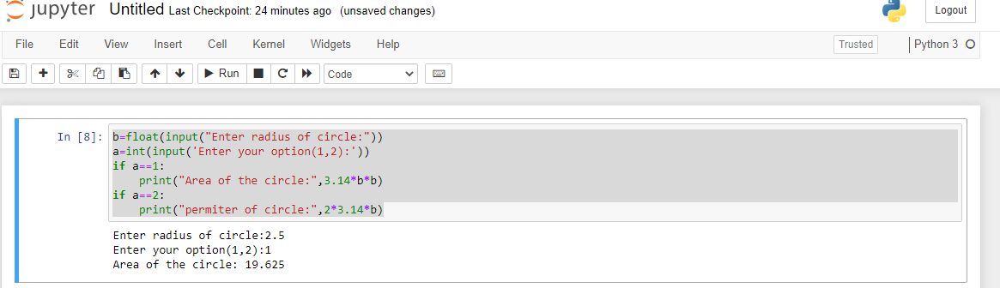 jupyter Untitled Last Checkpoint: 24 minutes ago (unsaved changes)
Logout
File Edit View Insert Cell Kernel Widgets Help Trusted Python 3
Run Code
In [8]: b=float(input("Enter radius of circle:"))
a=int(input('Enter your option(1,2):'))
if a==1:
    print("Area of the circle:",3.14*b*b)
if a==2:
    print("permiter of circle:",2*3.14*b)
Enter radius of circle:2.5
Enter your option(1,2):1
Area of the circle: 19.625